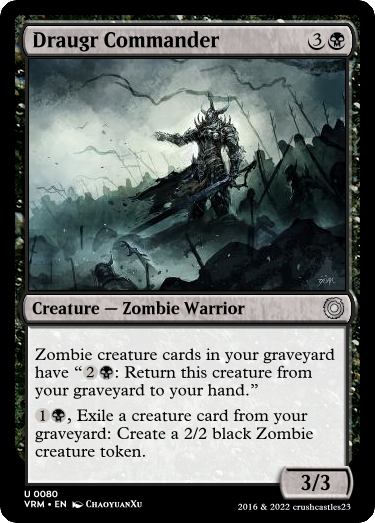 Draugr Commander 3
Creature — Zombie Warrior
Zombie creature cards in your graveyard
have “2: Return this creature from
your graveyard to your hand.”
1, Exile a creature card from your
graveyard: Create a 2/2 black Zombie
creature token.
3/3
U 0080
VRM • EN ChaoyuanXu
2016 & 2022 crushcastles23